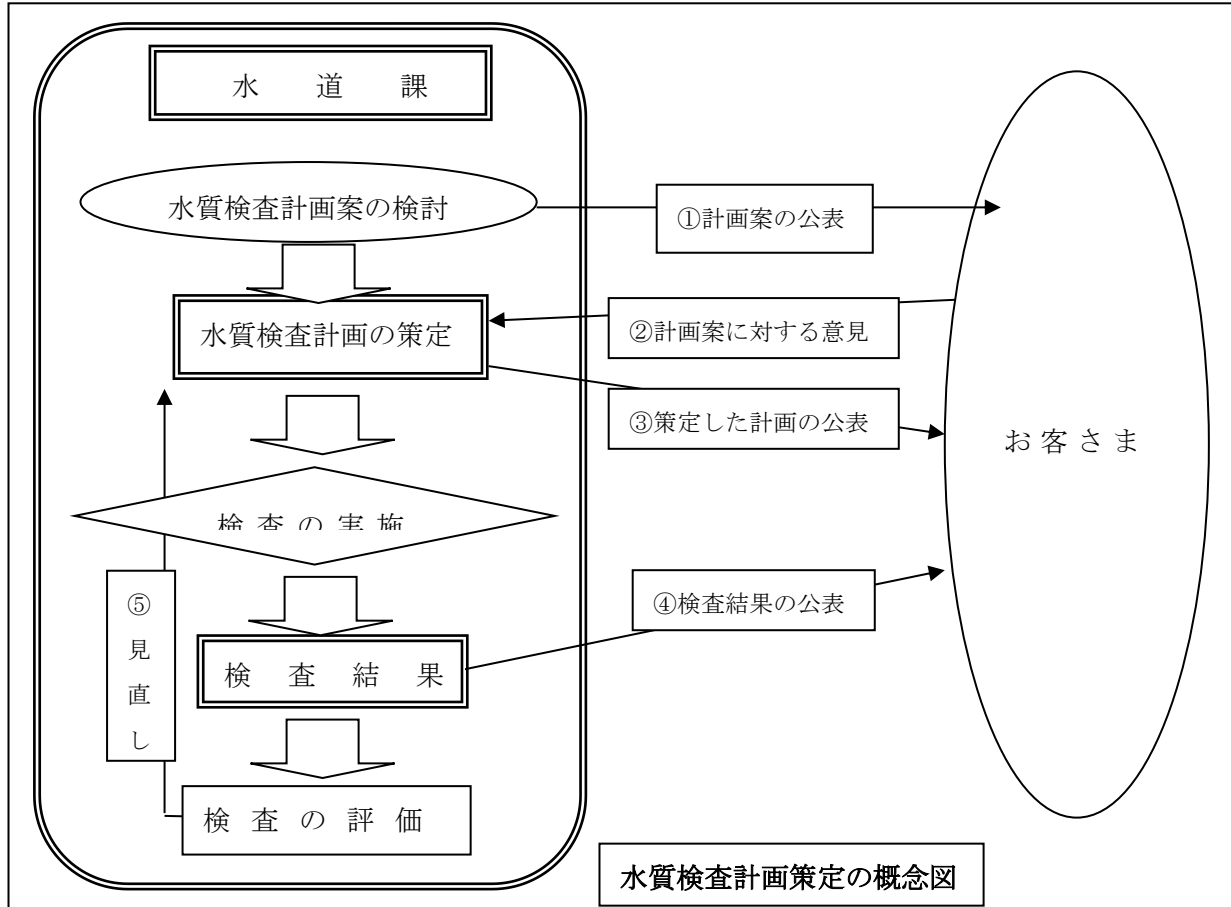 水道課
水質検査計画案の検討
①計画案の公表
水質検査計画の策定
②計画案に対する意見
③策定した計画の公表
お客さま
検査の実施
④検査結果の公表
⑤見直し
検査結果
検査の評価
水質検査計画策定の概念図